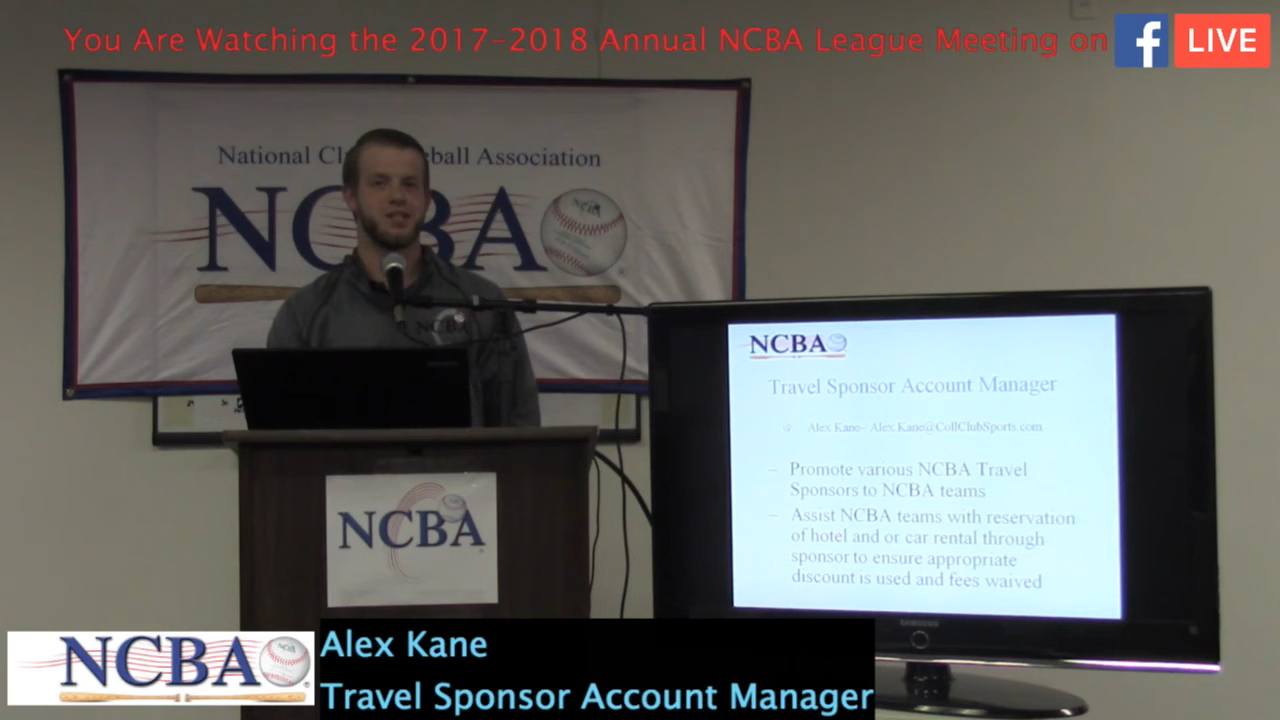 You Are Watching the 2017-2018 Annual NCBA League Meeting on f LIVE
National Cl eball Association
NCBA
NCBA
NCBA
Travel Sponsor Account Manager
Alex Kane– Alex.Kane@CollClubSports.com
– Promote various NCBA Travel
Sponsors to NCBA teams
– Assist NCBA teams with reservation
of hotel and or car rental through
sponsor to ensure appropriate
discount is used and fees waived
SAMSUNG
NCBA
NCBA
Alex Kane
Travel Sponsor Account Manager